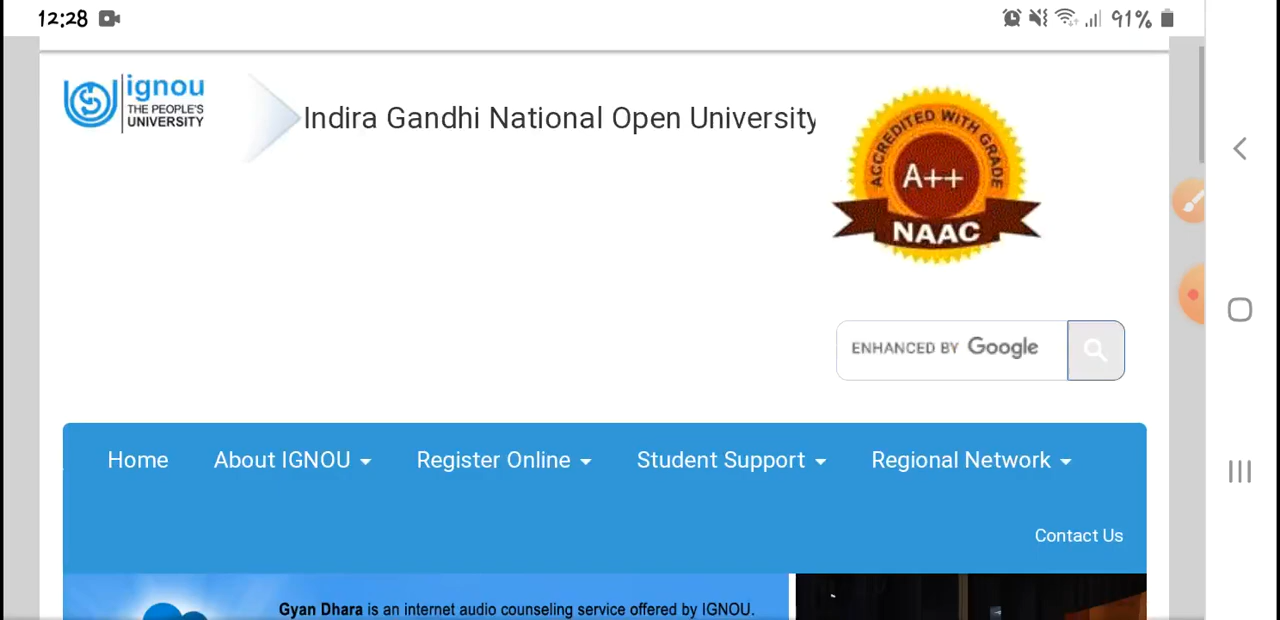 12:28
91%
ignou
THE PEOPLE'S
UNIVERSITY
Indira Gandhi National Open University
ACCREDITED WITH GRADE
A++
NAAC
ENHANCED BY Google
Home About IGNOU Register Online Student Support Regional Network
Contact Us
Gyan Dhara is an internet audio counseling service offered by IGNOU.